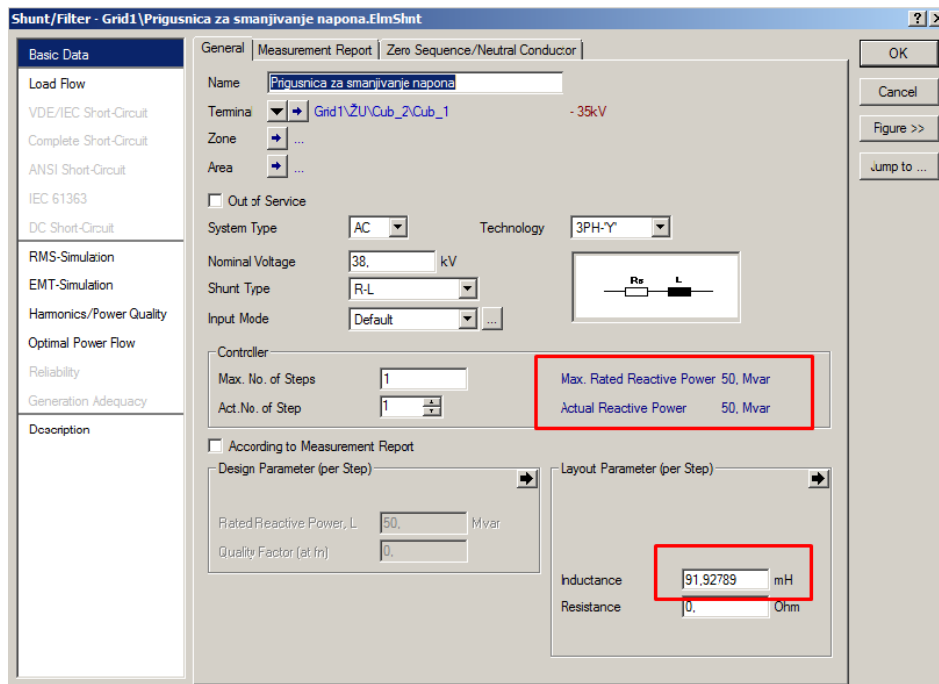 Shunt/Filter - Grid1\Prigusnica za smanjivanje napona.ElmShnt
? x
Basic Data
Load Flow
VDE/IEC Short-Circuit
Complete Short-Circuit
ANSI Short-Circuit
IEC 61363
DC Short-Circuit
RMS-Simulation
EMT-Simulation
Harmonics/Power Quality
Optimal Power Flow
Reliability
Generation Adequacy
Description
General Measurement Report Zero Sequence/Neutral Conductor
Name Prigusnica za smanjivanje napona
Terminal Grid1\ŽU\Cub_2\Cub_1 - 35kV
Zone ...
Area ...
Out of Service
System Type AC Technology 3PH-'Y'
Nominal Voltage 38, kV
Shunt Type R-L
Input Mode Default ...
Rs L
Controller
Max. No. of Steps 1 Max. Rated Reactive Power 50, Mvar
Act.No. of Step 1 Actual Reactive Power 50, Mvar
According to Measurement Report
Design Parameter (per Step)
Rated Reactive Power, L 50, Mvar
Quality Factor (at fn) 0,
Layout Parameter (per Step)
Inductance 91,92789 mH
Resistance 0, Ohm
OK
Cancel
Figure >>
Jump to ...